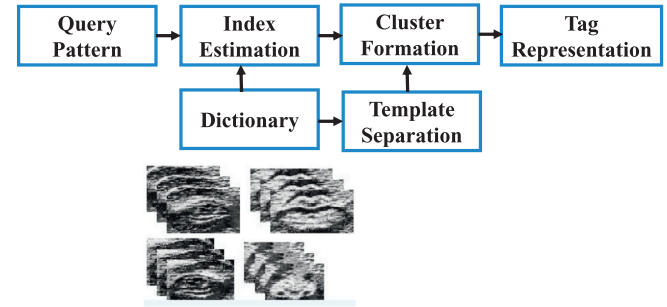 Query
Pattern
Index
Estimation
Cluster
Formation
Tag
Representation
Dictionary
Template
Separation